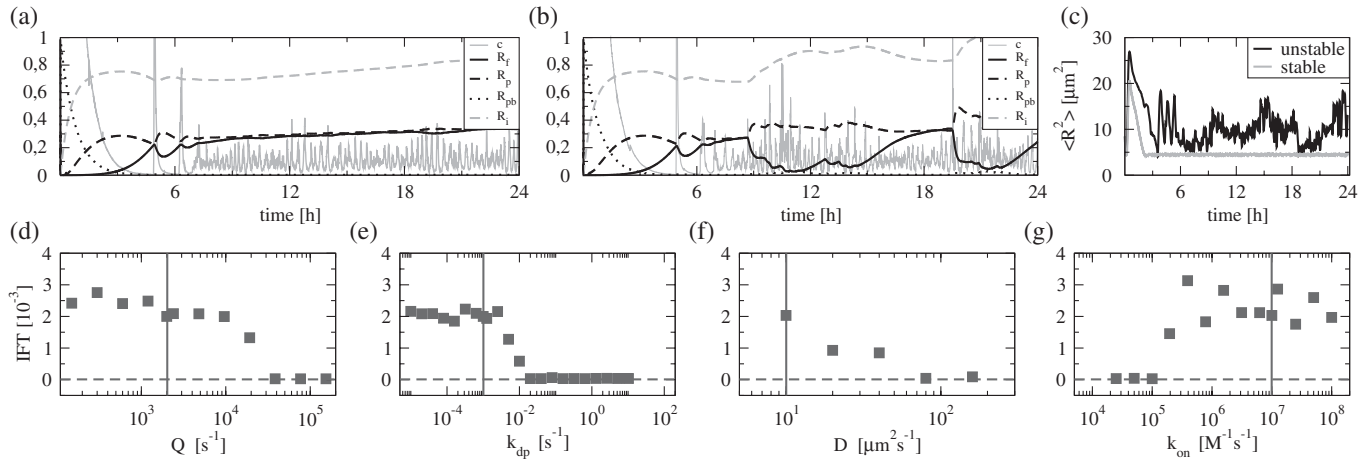 (a) (b) (c)
1 0,8 0,6 0,4 0,2 0
c
R_f
R_p
R_pb
R_i
6 12 18 24
time [h]
1 0,8 0,6 0,4 0,2 0
c
R_f
R_p
R_pb
R_i
6 12 18 24
time [h]
30 20 10 0
<R²> [μm²]
unstable
stable
0 6 12 18 24
time [h]
(d) (e) (f) (g)
4 3 2 1 0
IFT [10⁻³]
10³ 10⁴ 10⁵
Q [s⁻¹]
4 3 2 1 0
10⁻⁴ 10⁻² 10⁰ 10²
k_dp [s⁻¹]
4 3 2 1 0
10¹ 10²
D [μm²s⁻¹]
4 3 2 1 0
10⁴ 10⁵ 10⁶ 10⁷ 10⁸
k_on [M⁻¹s⁻¹]